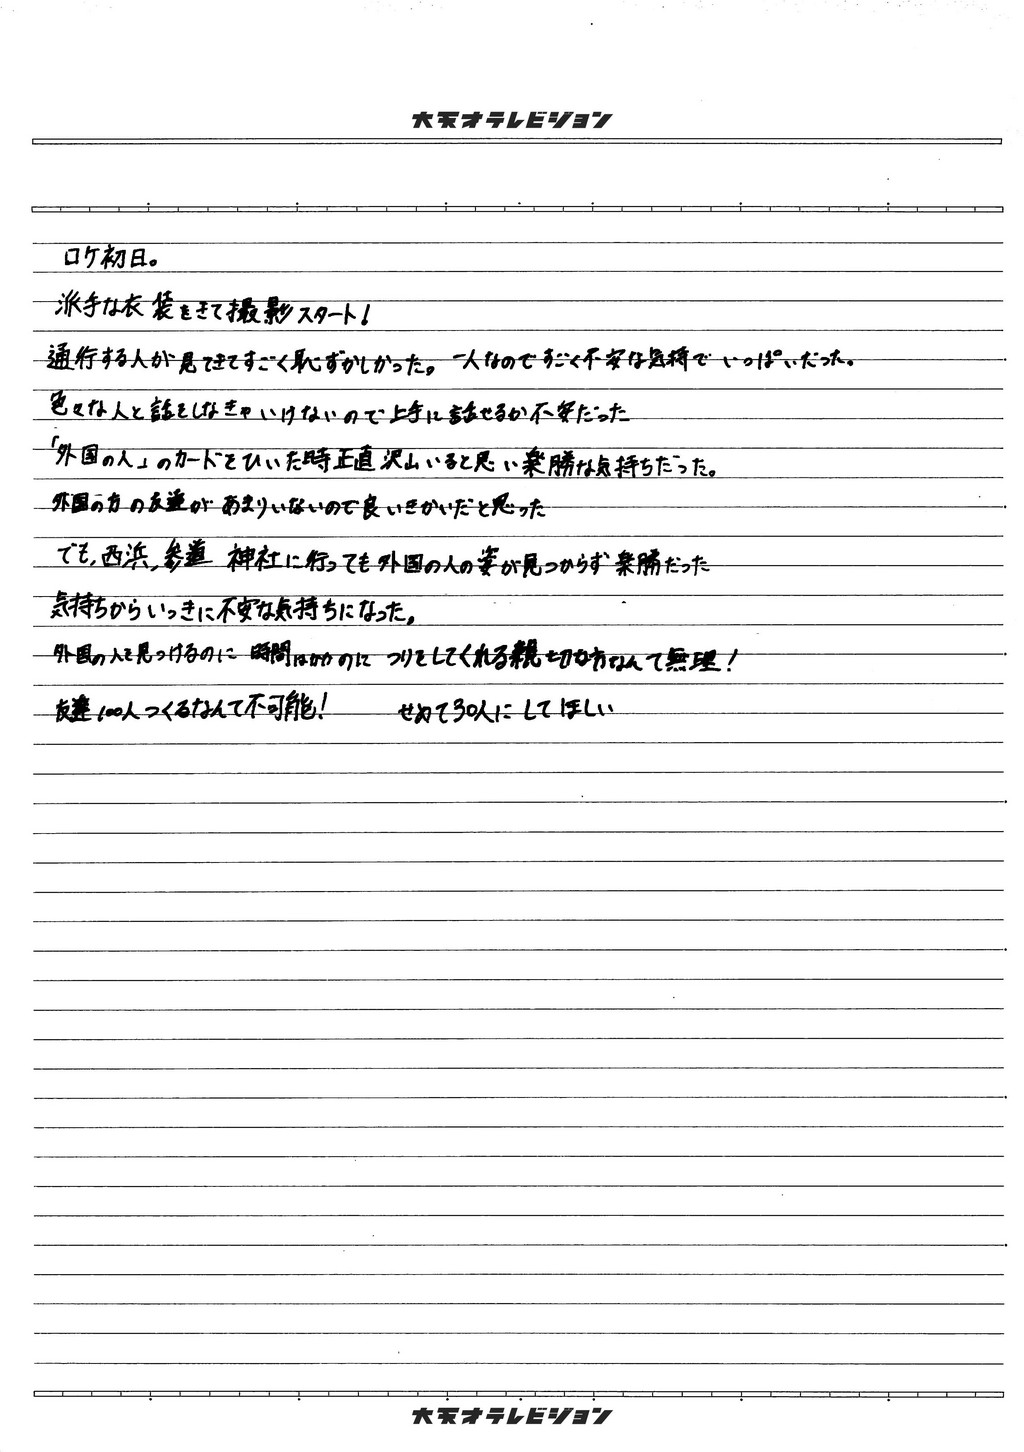 大天才テレビジョン
ロケ初日。
派手な衣装をきて撮影スタート!
通行する人が見てきてすごく恥ずかしかった。一人なのですごく不安な気持でいっぱいだった。
色々な人と話をしなきゃいけないので上手に話せるか不安だった
「外国の人」のカードをひいた時正直沢山いると思い楽勝な気持ちだった。
外国の方の友達があまりいないので良いきかいだと思った
でも,西浜,参道 神社に行っても外国の人の姿が見つからず楽勝だった
気持ちからいっきに不安な気持ちになった。
外国の人を見つけるのに 時間かかのに つりをしてくれる親切な方なんて無理!
友達100人つくるなんて不可能! せめて30人にしてほしい
大天才テレビジョン